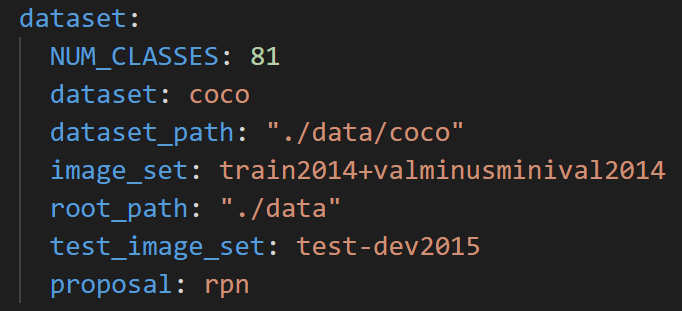 dataset:
NUM_CLASSES: 81
dataset: coco
dataset_path: "./data/coco"
image_set: train2014+valminusminival2014
root_path: "./data"
test_image_set: test-dev2015
proposal: rpn